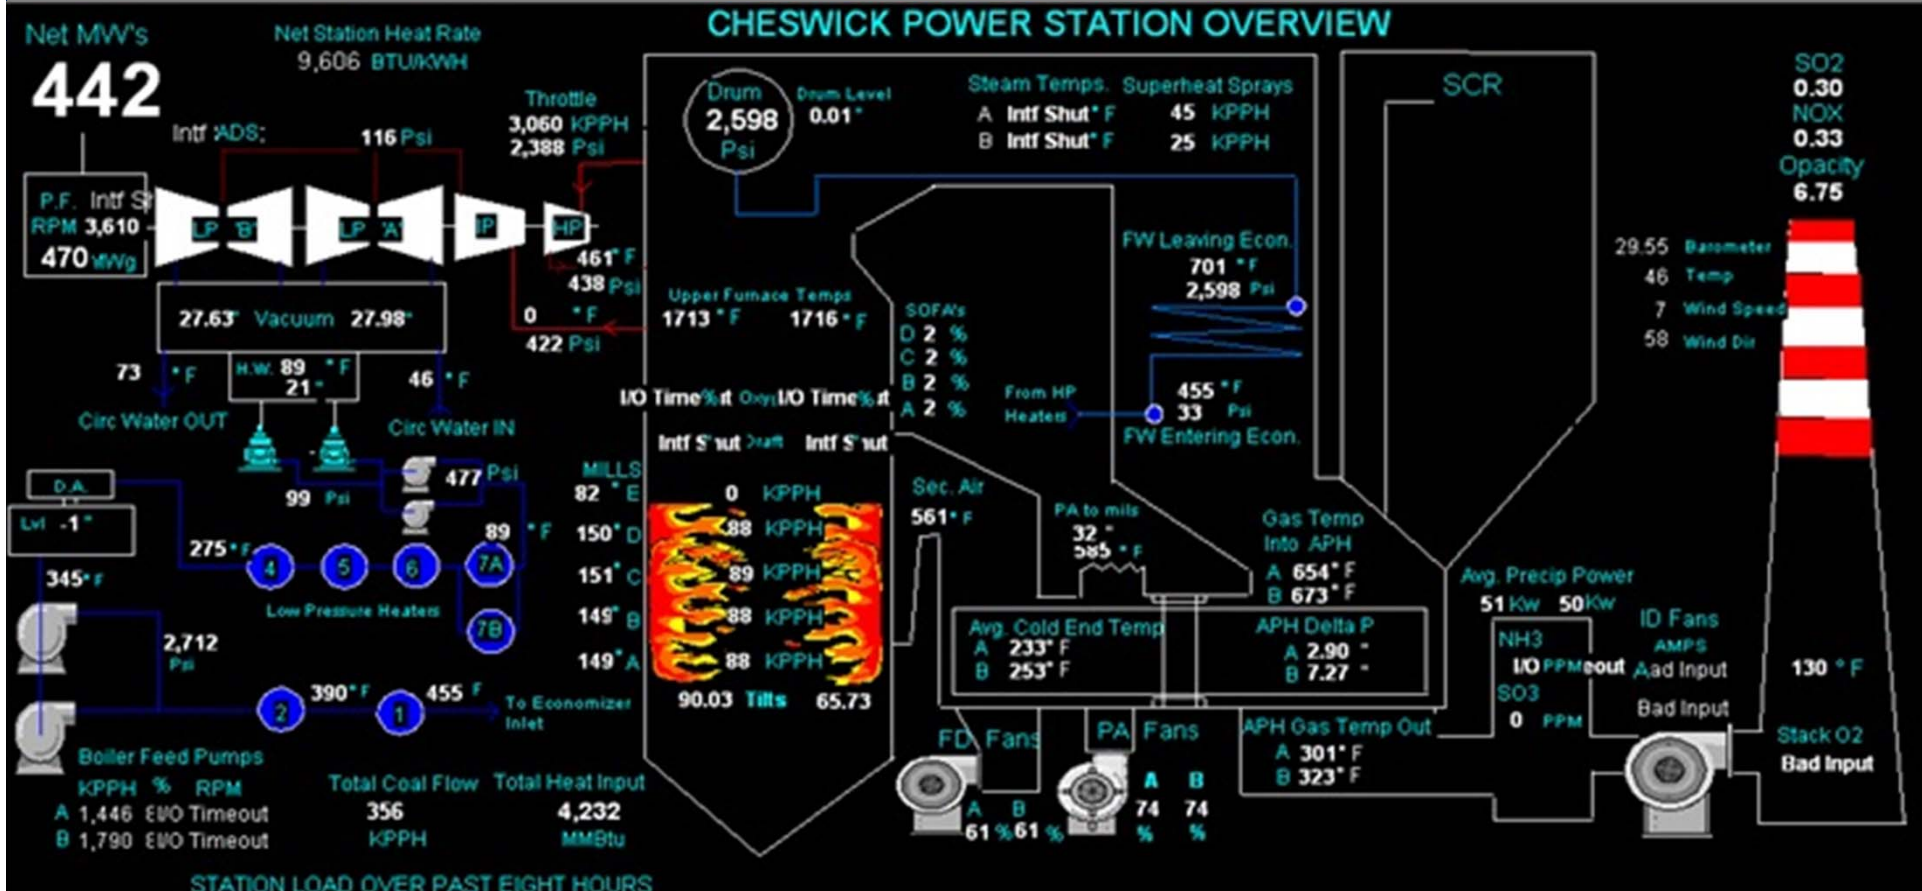 CHESWICK POWER STATION OVERVIEW
Net MW's
442
Net Station Heat Rate
9,606 BTU/KWH
Throttle
3,060 KPPH
2,388 Psi
Intf ADS:
116 Psi
P.F. Intf
RPM 3,610
470 MWg
LP 'B'
LP 'A'
IP
HP
461° F
438 Psi
0 ° F
422 Psi
27.63" Vacuum 27.98"
H.W. 89 ° F
21 "
73 ° F
46 ° F
Circ Water OUT
Circ Water IN
D.A.
Lvl -1 "
99 Psi
477 Psi
89 ° F
275° F
4
5
6
7A
7B
Low Pressure Heaters
345° F
2,712
Psi
2
390° F
1
455 F
To Economizer
Inlet
Boiler Feed Pumps
KPPH % RPM
A 1,446 I/O Timeout
B 1,790 I/O Timeout
Total Coal Flow
356
KPPH
Total Heat Input
4,232
MMBtu
STATION LOAD OVER PAST EIGHT HOURS
Drum
2,598
Psi
Drum Level
0.01"
Steam Temps.
A Intf Shut° F
B Intf Shut° F
Superheat Sprays
45 KPPH
25 KPPH
Upper Furnace Temps
1713 ° F 1716 ° F
SOFA's
D 2 %
C 2 %
B 2 %
A 2 %
I/O Time % I/O Time %
Intf Intf
MILLS
82 ° E 0 KPPH
150° D 88 KPPH
151° C 89 KPPH
149° B 88 KPPH
149° A 88 KPPH
90.03 Tilts 65.73
FW Leaving Econ.
701 ° F
2,598 Psi
From HP
Heaters
455 ° F
33 Psi
FW Entering Econ.
SCR
Sec. Air
561° F
PA to mils
32 "
585 ° F
Gas Temp
Into APH
A 654° F
B 673° F
Avg. Cold End Temp
A 233° F
B 253° F
APH Delta P
A 2.90 "
B 7.27 "
FD Fans
A B
61 % 61 %
PA Fans
A B
74 74
% %
APH Gas Temp Out
A 301° F
B 323° F
Avg. Precip Power
51 Kw 50 Kw
NH3
I/O PPM
SO3
0 PPM
ID Fans
AMPS
Input
Bad Input
SO2
0.30
NOX
0.33
Opacity
6.75
29.55 Barometer
46 Temp
7 Wind Speed
58 Wind Dir
130 ° F
Stack O2
Bad Input